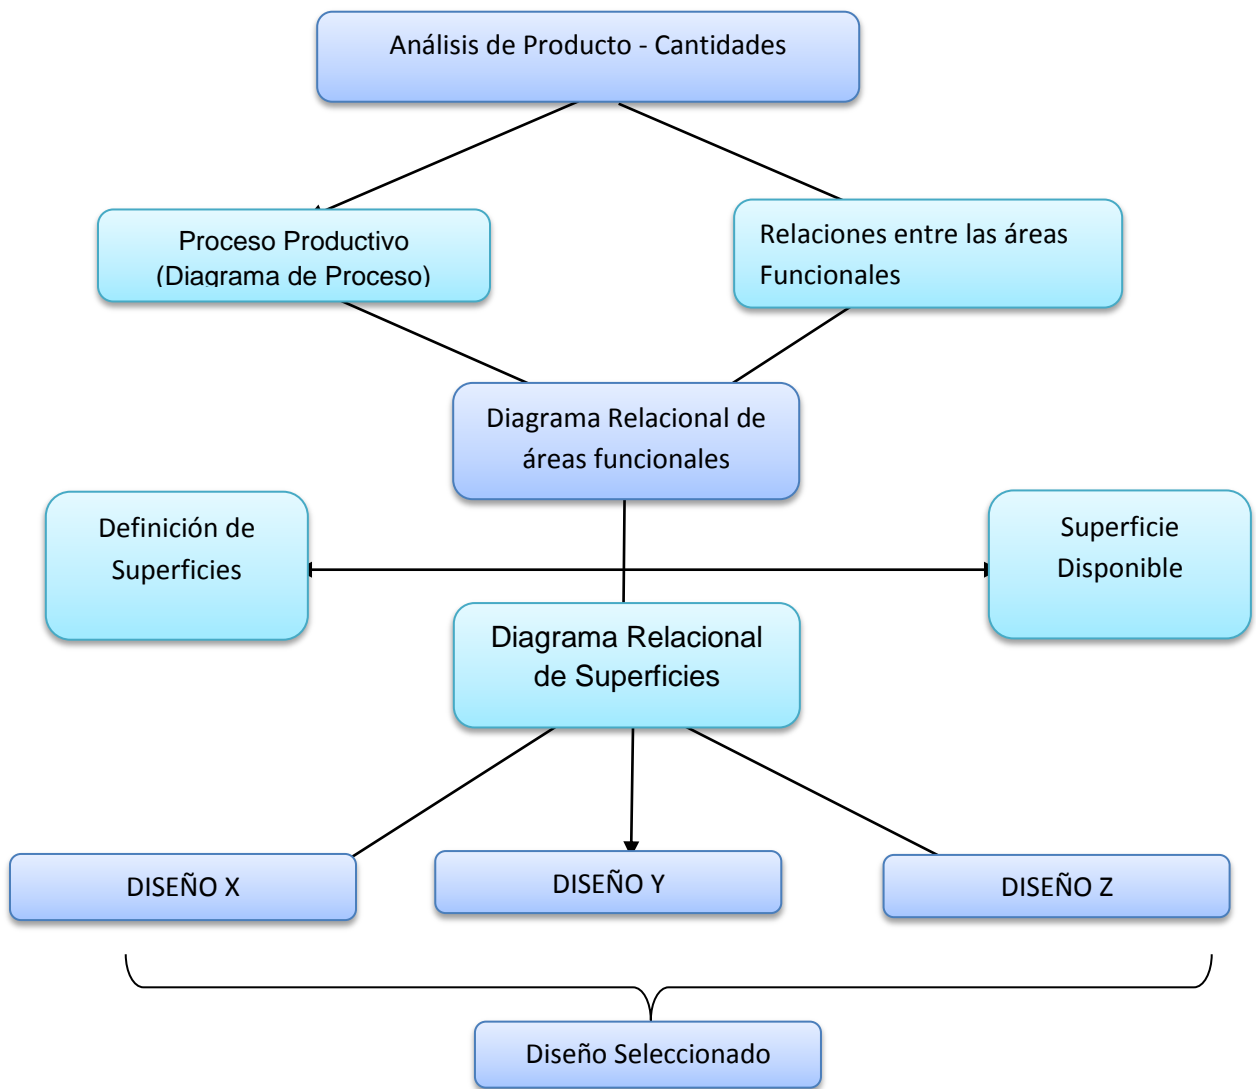 Análisis de Producto - Cantidades
Proceso Productivo
(Diagrama de Proceso)
Relaciones entre las áreas
Funcionales
Diagrama Relacional de
áreas funcionales
Definición de
Superficies
Superficie
Disponible
Diagrama Relacional
de Superficies
DISEÑO X
DISEÑO Y
DISEÑO Z
Diseño Seleccionado